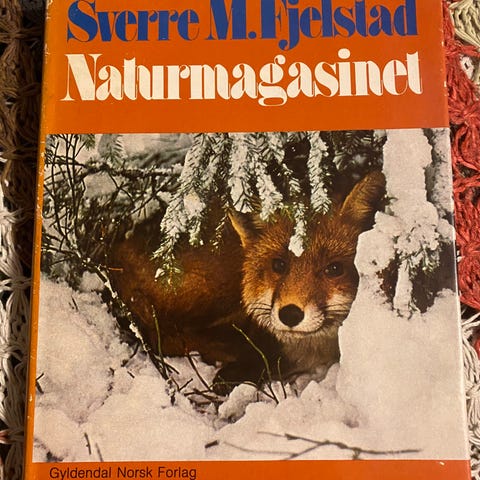 Sverre M. Fjelstad
Naturmagasinet
Gyldendal Norsk Forlag